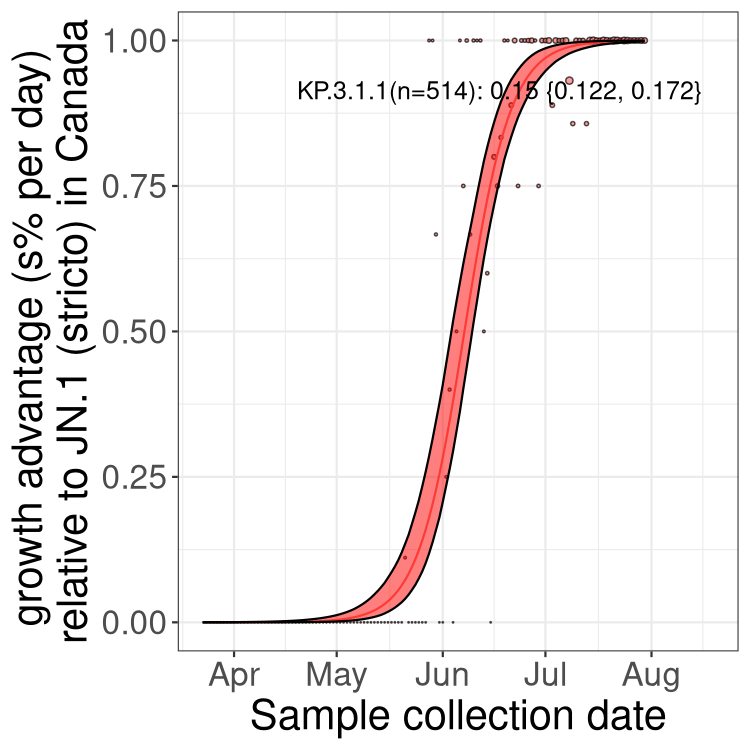 growth advantage (s% per day)
relative to JN.1 (stricto) in Canada
1.00
0.75
0.50
0.25
0.00
KP.3.1.1(n=514): 0.15 {0.122, 0.172}
Apr May Jun Jul Aug
Sample collection date